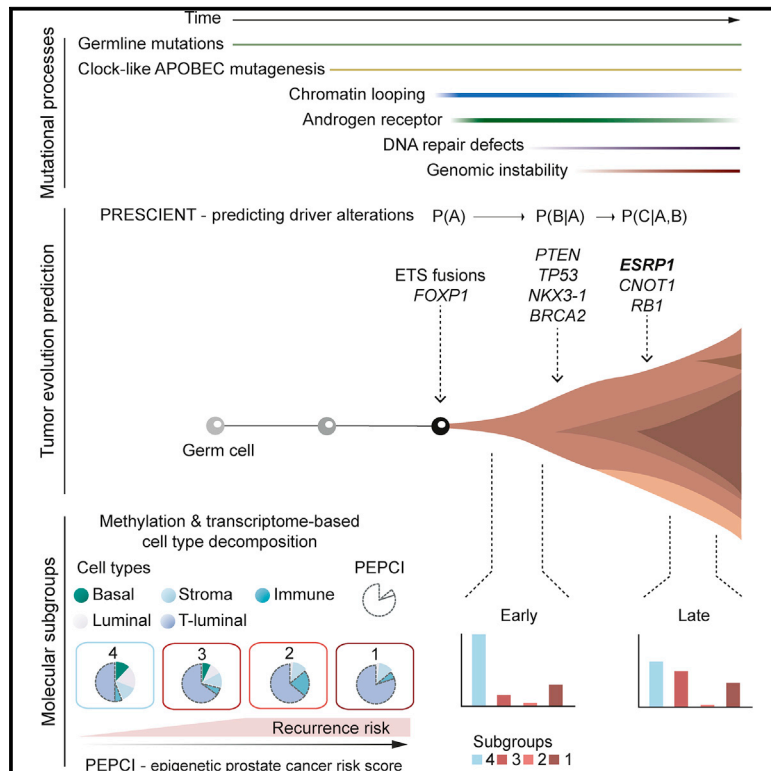 Time
Mutational processes
Germline mutations
Clock-like APOBEC mutagenesis
Chromatin looping
Androgen receptor
DNA repair defects
Genomic instability
Tumor evolution prediction
PRESCIENT - predicting driver alterations P(A) P(B|A) P(C|A,B)
ETS fusions
FOXP1
PTEN
TP53
NKX3-1
BRCA2
ESRP1
CNOT1
RB1
Germ cell
Molecular subgroups
Methylation & transcriptome-based
cell type decomposition
Cell types
Basal Stroma Immune
Luminal T-luminal
PEPCI
4 3 2 1
Recurrence risk
PEPCI - epigenetic prostate cancer risk score
Early Late
Subgroups
4 3 2 1